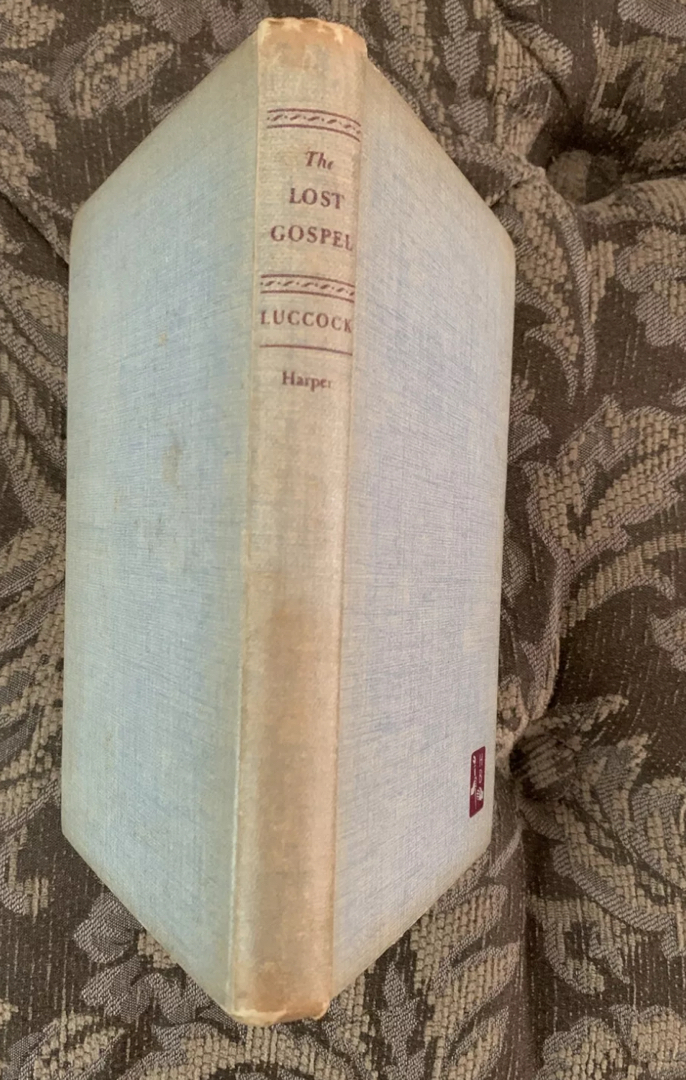 The
LOST
GOSPEL
LUCCOCK
Harper